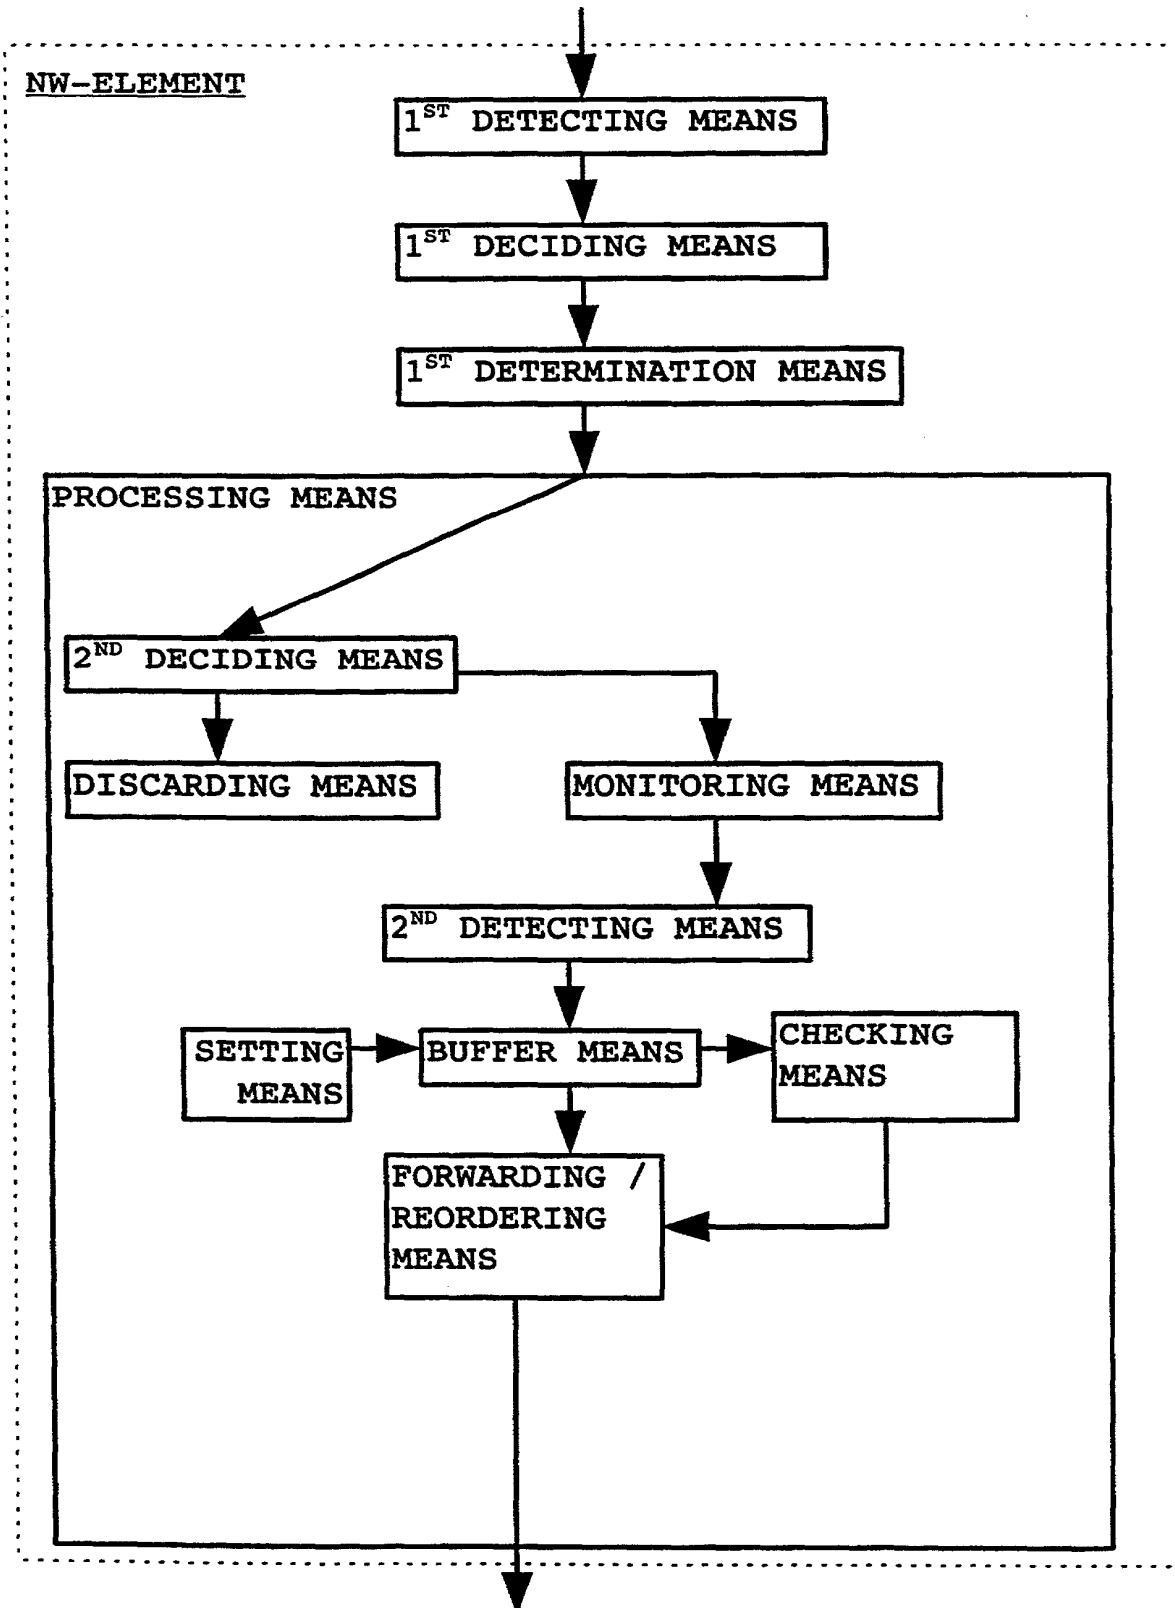 NW-ELEMENT
1ST DETECTING MEANS
1ST DECIDING MEANS
1ST DETERMINATION MEANS
PROCESSING MEANS
2ND DECIDING MEANS
DISCARDING MEANS
MONITORING MEANS
2ND DETECTING MEANS
SETTING
MEANS
BUFFER MEANS
CHECKING
MEANS
FORWARDING /
REORDERING
MEANS